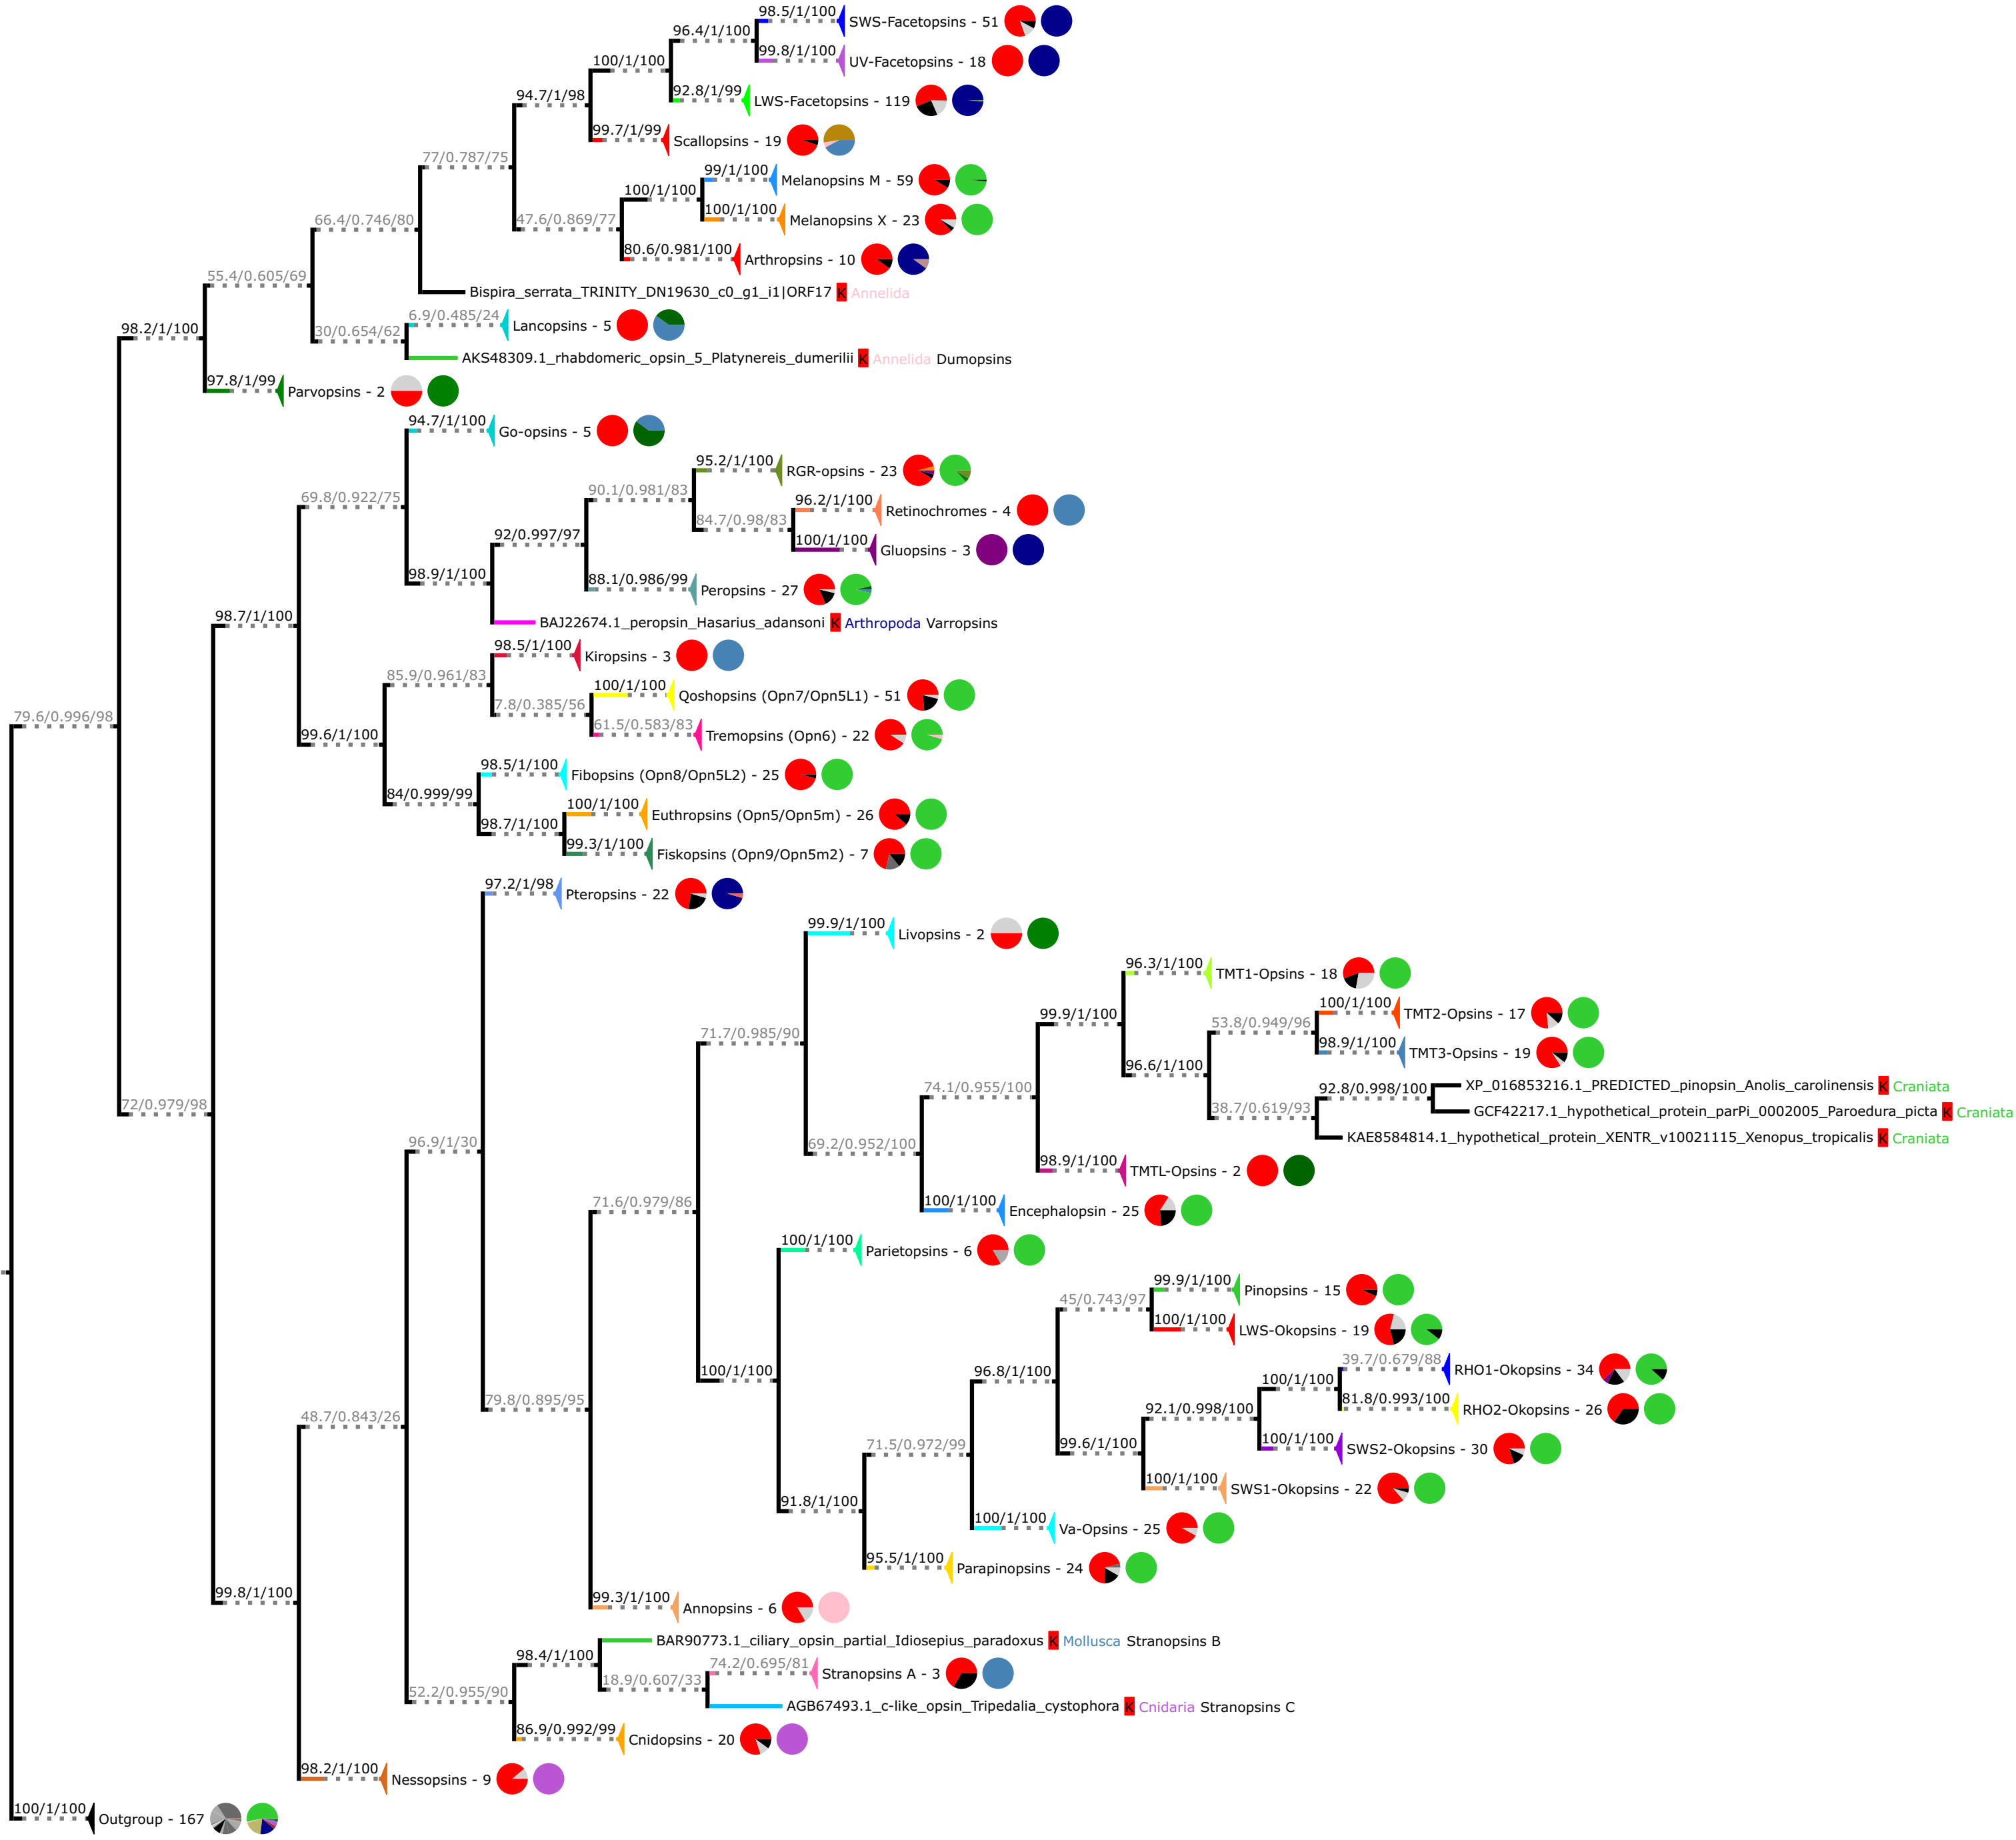 98.5/1/100
SWS-Facetopsins - 51
96.4/1/100
99.8/1/100
UV-Facetopsins - 18
100/1/100
92.8/1/99
LWS-Facetopsins - 119
94.7/1/98
99.7/1/99
Scallopsins - 19
77/0.787/75
99/1/100
Melanopsins M - 59
100/1/100
100/1/100
Melanopsins X - 23
47.6/0.869/77
66.4/0.746/80
80.6/0.981/100
Arthropsins - 10
55.4/0.605/69
Bispira_serrata_TRINITY_DN19630_c0_g1_i1|ORF17 K Annelida
6.9/0.485/24
Lancopsins - 5
98.2/1/100
30/0.654/62
AKS48309.1_rhabdomeric_opsin_5_Platynereis_dumerilii K Annelida Dumopsins
97.8/1/99
Parvopsins - 2
94.7/1/100
Go-opsins - 5
95.2/1/100
RGR-opsins - 23
90.1/0.981/83
69.8/0.922/75
96.2/1/100
Retinochromes - 4
84.7/0.98/83
92/0.997/97
100/1/100
Gluopsins - 3
98.9/1/100
88.1/0.986/99
Peropsins - 27
98.7/1/100
BAJ22674.1_peropsin_Hasarius_adansoni K Arthropoda Varropsins
98.5/1/100
Kiropsins - 3
85.9/0.961/83
100/1/100
Qoshopsins (Opn7/Opn5L1) - 51
7.8/0.385/56
79.6/0.996/98
61.5/0.583/83
Tremopsins (Opn6) - 22
99.6/1/100
98.5/1/100
Fibopsins (Opn8/Opn5L2) - 25
84/0.999/99
100/1/100
Euthropsins (Opn5/Opn5m) - 26
98.7/1/100
99.3/1/100
Fiskopsins (Opn9/Opn5m2) - 7
97.2/1/98
Pteropsins - 22
99.9/1/100
Livopsins - 2
96.3/1/100
TMT1-Opsins - 18
100/1/100
TMT2-Opsins - 17
99.9/1/100
53.8/0.949/96
71.7/0.985/90
98.9/1/100
TMT3-Opsins - 19
96.6/1/100
92.8/0.998/100
XP_016853216.1_PREDICTED_pinopsin_Anolis_carolinensis K Craniata
74.1/0.955/100
72/0.979/98
38.7/0.619/93
GCF42217.1_hypothetical_protein_parPi_0002005_Paroedura_picta K Craniata
KAE8584814.1_hypothetical_protein_XENTR_v10021115_Xenopus_tropicalis K Craniata
96.9/1/30
69.2/0.952/100
98.9/1/100
TMTL-Opsins - 2
71.6/0.979/86
100/1/100
Encephalopsin - 25
100/1/100
Parietopsins - 6
99.9/1/100
Pinopsins - 15
45/0.743/97
100/1/100
LWS-Okopsins - 19
39.7/0.679/88
RHO1-Okopsins - 34
100/1/100
96.8/1/100
100/1/100
81.8/0.993/100
RHO2-Okopsins - 26
79.8/0.895/95
92.1/0.998/100
48.7/0.843/26
100/1/100
SWS2-Okopsins - 30
71.5/0.972/99
99.6/1/100
100/1/100
SWS1-Okopsins - 22
91.8/1/100
100/1/100
Va-Opsins - 25
95.5/1/100
Parapinopsins - 24
99.8/1/100
99.3/1/100
Annopsins - 6
BAR90773.1_ciliary_opsin_partial_Idiosepius_paradoxus K Mollusca Stranopsins B
98.4/1/100
74.2/0.695/81
Stranopsins A - 3
18.9/0.607/33
52.2/0.955/90
AGB67493.1_c-like_opsin_Tripedalia_cystophora K Cnidaria Stranopsins C
86.9/0.992/99
Cnidopsins - 20
98.2/1/100
Nessopsins - 9
100/1/100
Outgroup - 167